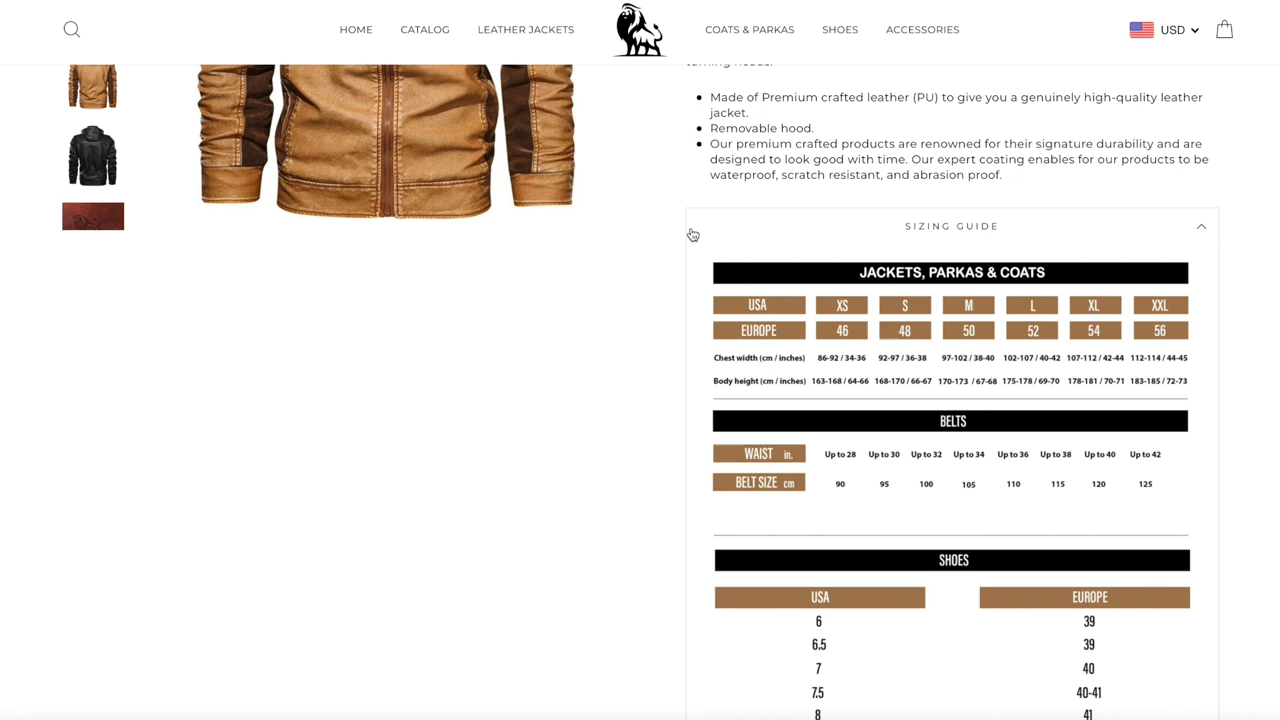 HOME CATALOG LEATHER JACKETS COATS & PARKAS SHOES ACCESSORIES USD
Made of Premium crafted leather (PU) to give you a genuinely high-quality leather
jacket.
Removable hood.
Our premium crafted products are renowned for their signature durability and are
designed to look good with time. Our expert coating enables for our products to be
waterproof, scratch resistant, and abrasion proof.
SIZING GUIDE
JACKETS, PARKAS & COATS
USA XS S M L XL XXL
EUROPE 46 48 50 52 54 56
Chest width (cm / inches) 86-92 / 34-36 92-97 / 36-38 97-102 / 38-40 102-107 / 40-42 107-112 / 42-44 112-114 / 44-45
Body height (cm / inches) 163-168 / 64-66 168-170 / 66-67 170-173 / 67-68 175-178 / 69-70 178-181 / 70-71 183-185 / 72-73
BELTS
WAIST in. Up to 28 Up to 30 Up to 32 Up to 34 Up to 36 Up to 38 Up to 40 Up to 42
BELT SIZE cm 90 95 100 105 110 115 120 125
SHOES
USA EUROPE
6 39
6.5 39
7 40
7.5 40-41
8 41